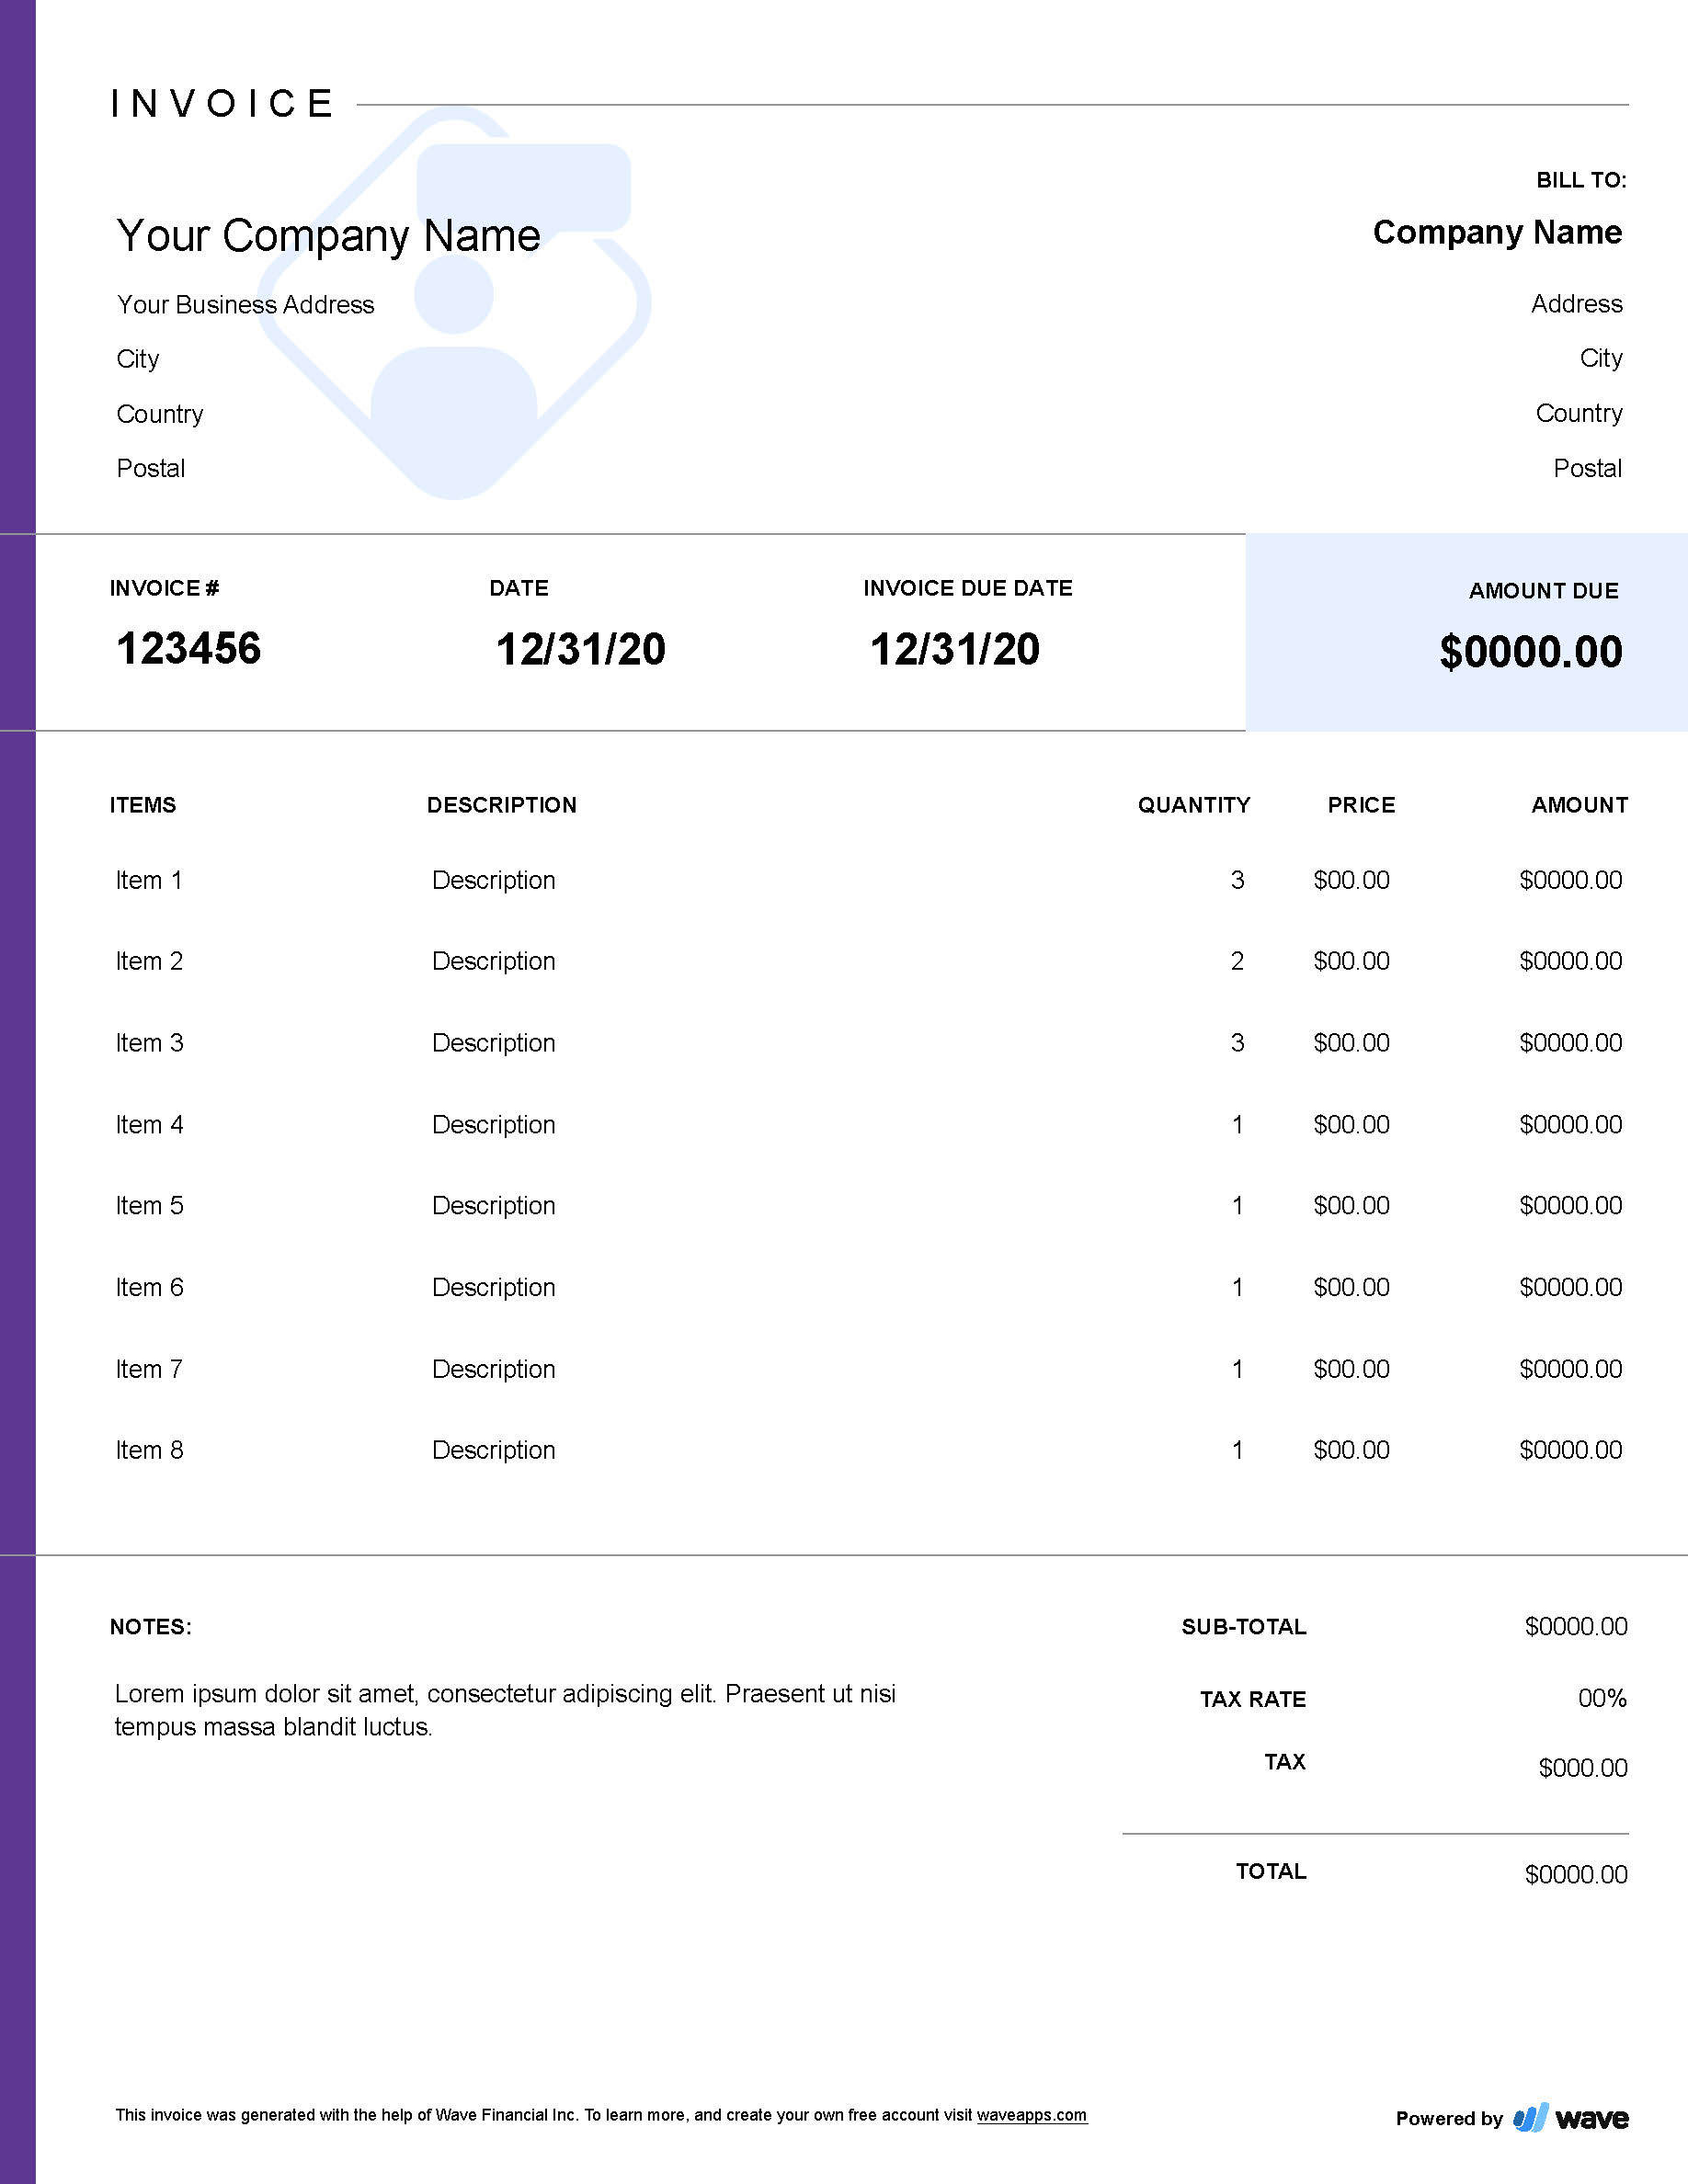 INVOICE
BILL TO:
Your Company Name
Company Name
Your Business Address
Address
City
City
Country
Country
Postal
Postal
INVOICE # DATE INVOICE DUE DATE AMOUNT DUE
123456 12/31/20 12/31/20 $0000.00
ITEMS DESCRIPTION QUANTITY PRICE AMOUNT
Item 1 Description 3 $00.00 $0000.00
Item 2 Description 2 $00.00 $0000.00
Item 3 Description 3 $00.00 $0000.00
Item 4 Description 1 $00.00 $0000.00
Item 5 Description 1 $00.00 $0000.00
Item 6 Description 1 $00.00 $0000.00
Item 7 Description 1 $00.00 $0000.00
Item 8 Description 1 $00.00 $0000.00
NOTES:
Lorem ipsum dolor sit amet, consectetur adipiscing elit. Praesent ut nisi
tempus massa blandit luctus.
SUB-TOTAL $0000.00
TAX RATE 00%
TAX $000.00
TOTAL $0000.00
This invoice was generated with the help of Wave Financial Inc. To learn more, and create your own free account visit waveapps.com
Powered by wave